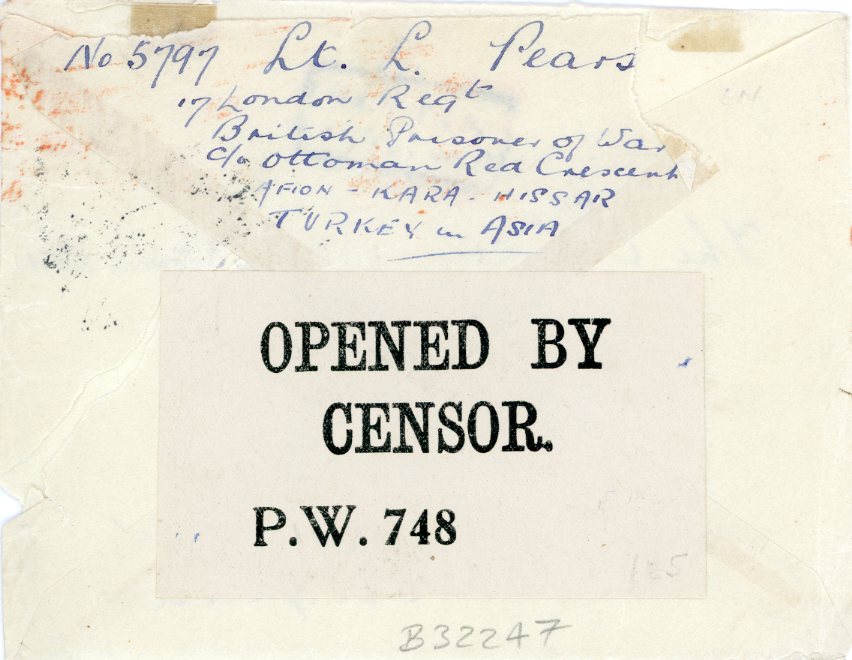 No 5797 Lt. L. Pears
17 London Regt
British Prisoner of War
c/o Ottoman Red Crescent
AFION - KARA - HISSAR
TURKEY in ASIA
OPENED BY
CENSOR.
P.W. 748
B32247